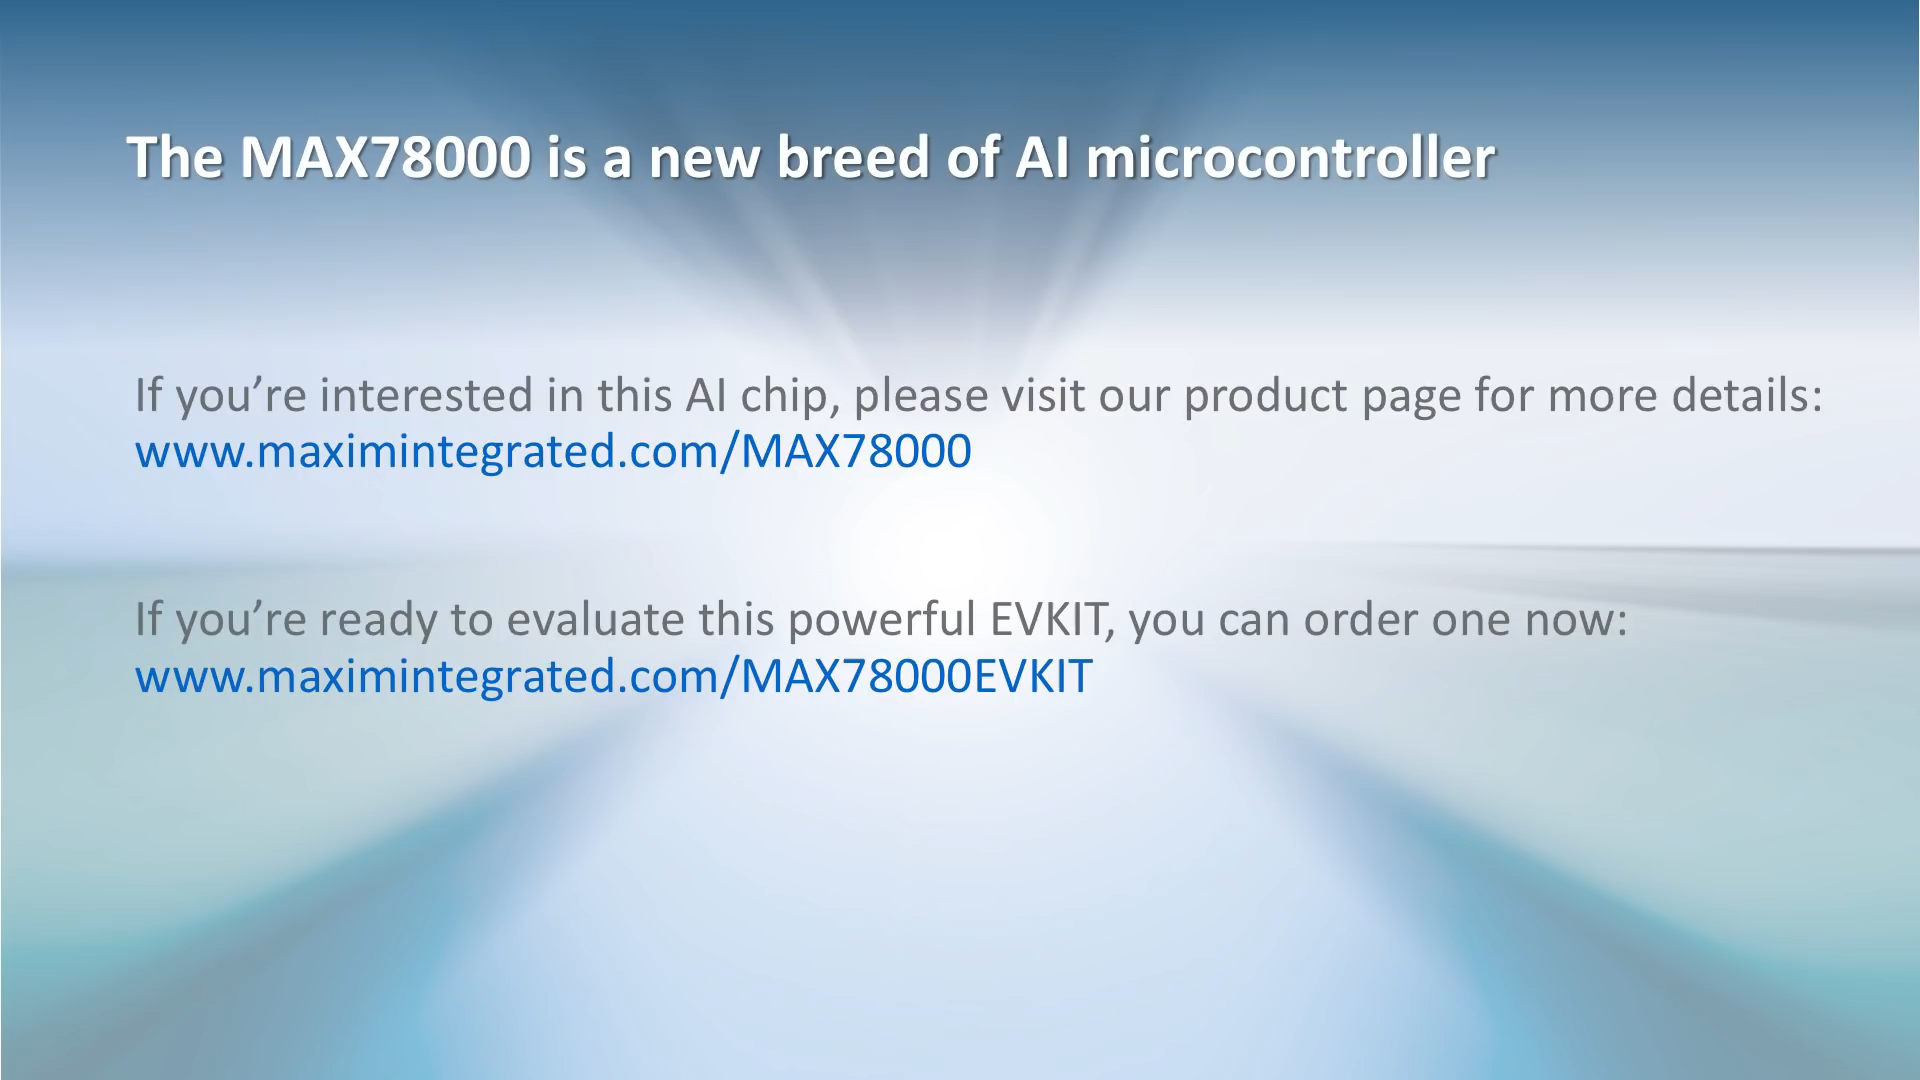 The MAX78000 is a new breed of AI microcontroller
If you’re interested in this AI chip, please visit our product page for more details:
www.maximintegrated.com/MAX78000
If you’re ready to evaluate this powerful EVKIT, you can order one now:
www.maximintegrated.com/MAX78000EVKIT